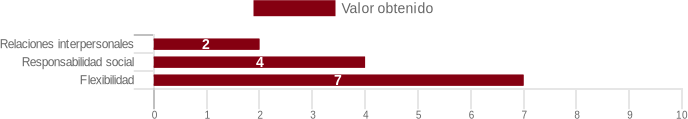 Valor obtenido
Relaciones interpersonales 2
Responsabilidad social 4
Flexibilidad 7
0 1 2 3 4 5 6 7 8 9 10